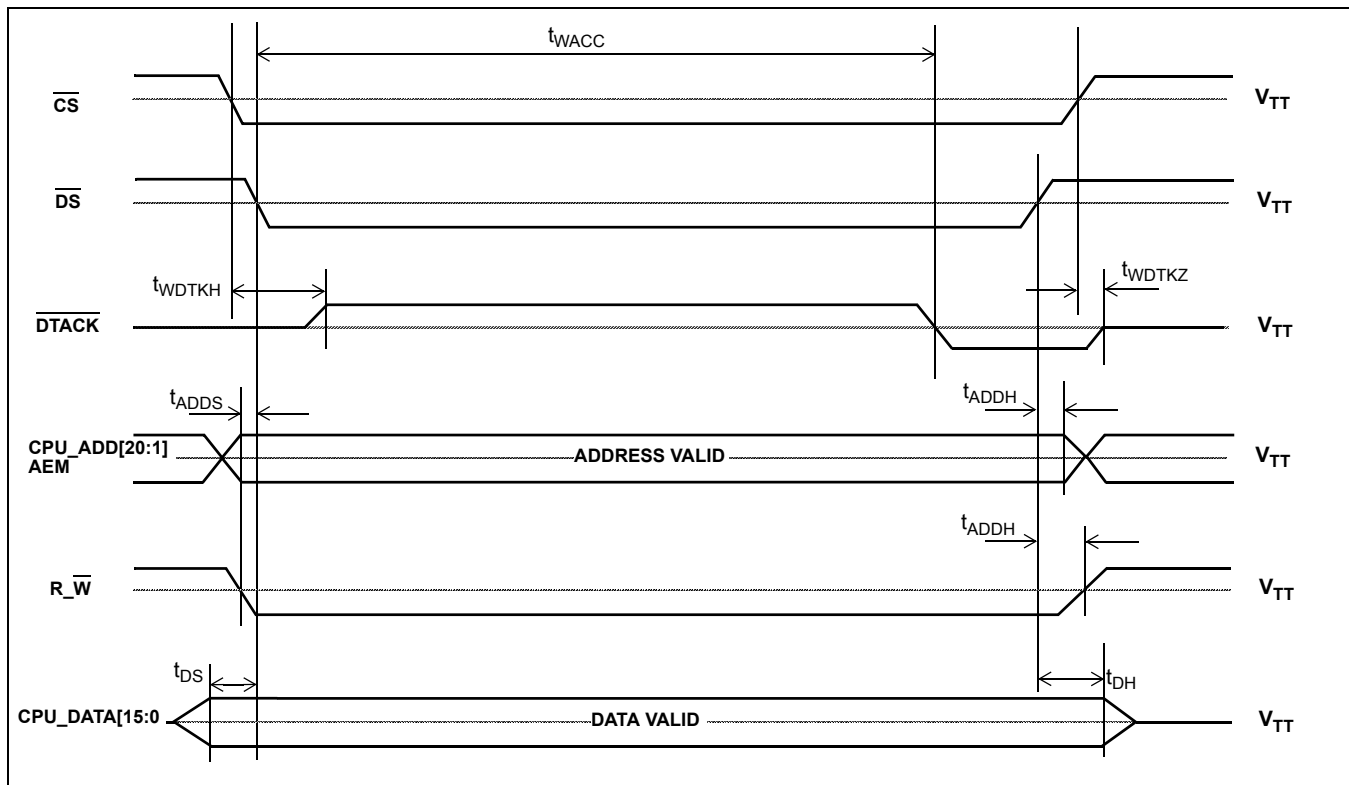 tWACC
CS VTT
DS VTT
tWDTKH tWDTKZ
DTACK VTT
tADDS tADDH
CPU_ADD[20:1]
AEM ADDRESS VALID VTT
tADDH
R_W VTT
tDS tDH
CPU_DATA[15:0 DATA VALID VTT